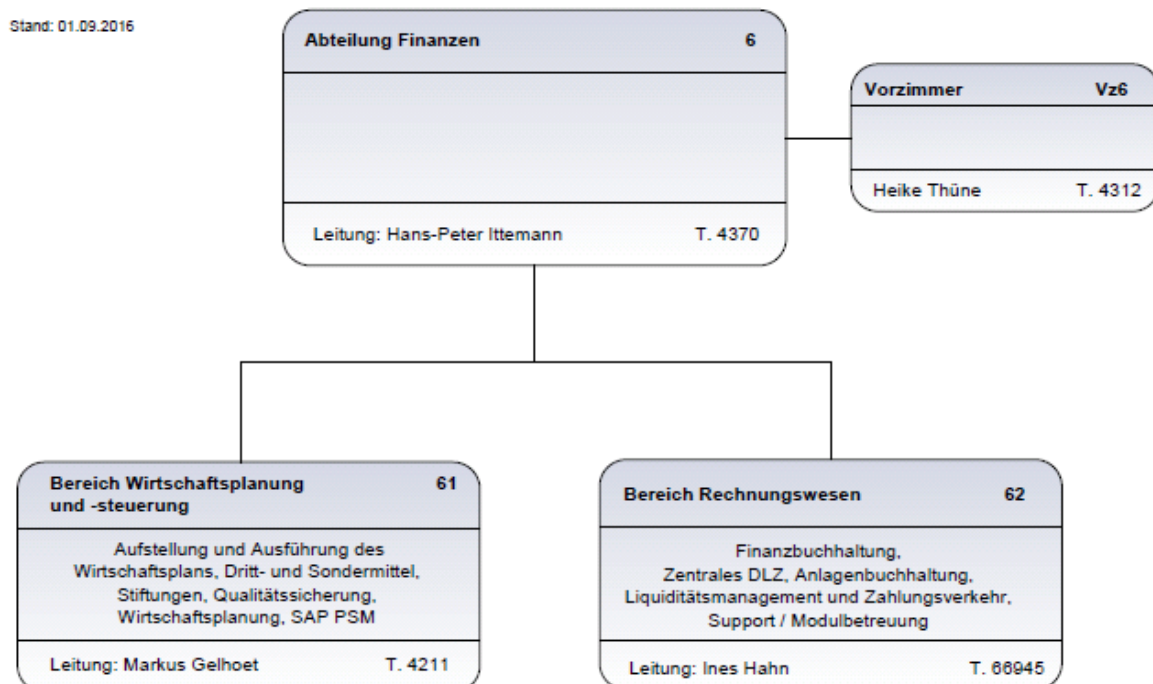 Stand: 01.09.2016
Abteilung Finanzen 6
Leitung: Hans-Peter Ittemann T. 4370
Vorzimmer Vz6
Heike Thüne T. 4312
Bereich Wirtschaftsplanung 61
und -steuerung
Aufstellung und Ausführung des
Wirtschaftsplans, Dritt- und Sondermittel,
Stiftungen, Qualitätssicherung,
Wirtschaftsplanung, SAP PSM
Leitung: Markus Gelhoet T. 4211
Bereich Rechnungswesen 62
Finanzbuchhaltung,
Zentrales DLZ, Anlagenbuchhaltung,
Liquiditätsmanagement und Zahlungsverkehr,
Support / Modulbetreuung
Leitung: Ines Hahn T. 66945